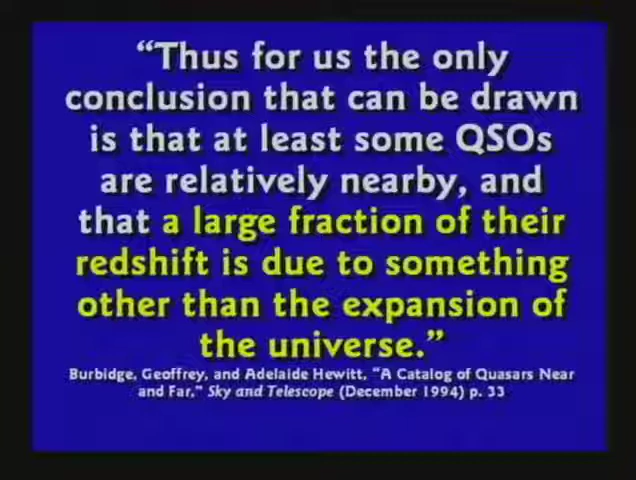 “Thus for us the only
conclusion that can be drawn
is that at least some QSOs
are relatively nearby, and
that a large fraction of their
redshift is due to something
other than the expansion of
the universe.”
Burbidge, Geoffrey, and Adelaide Hewitt, “A Catalog of Quasars Near
and Far,” Sky and Telescope (December 1994) p. 33